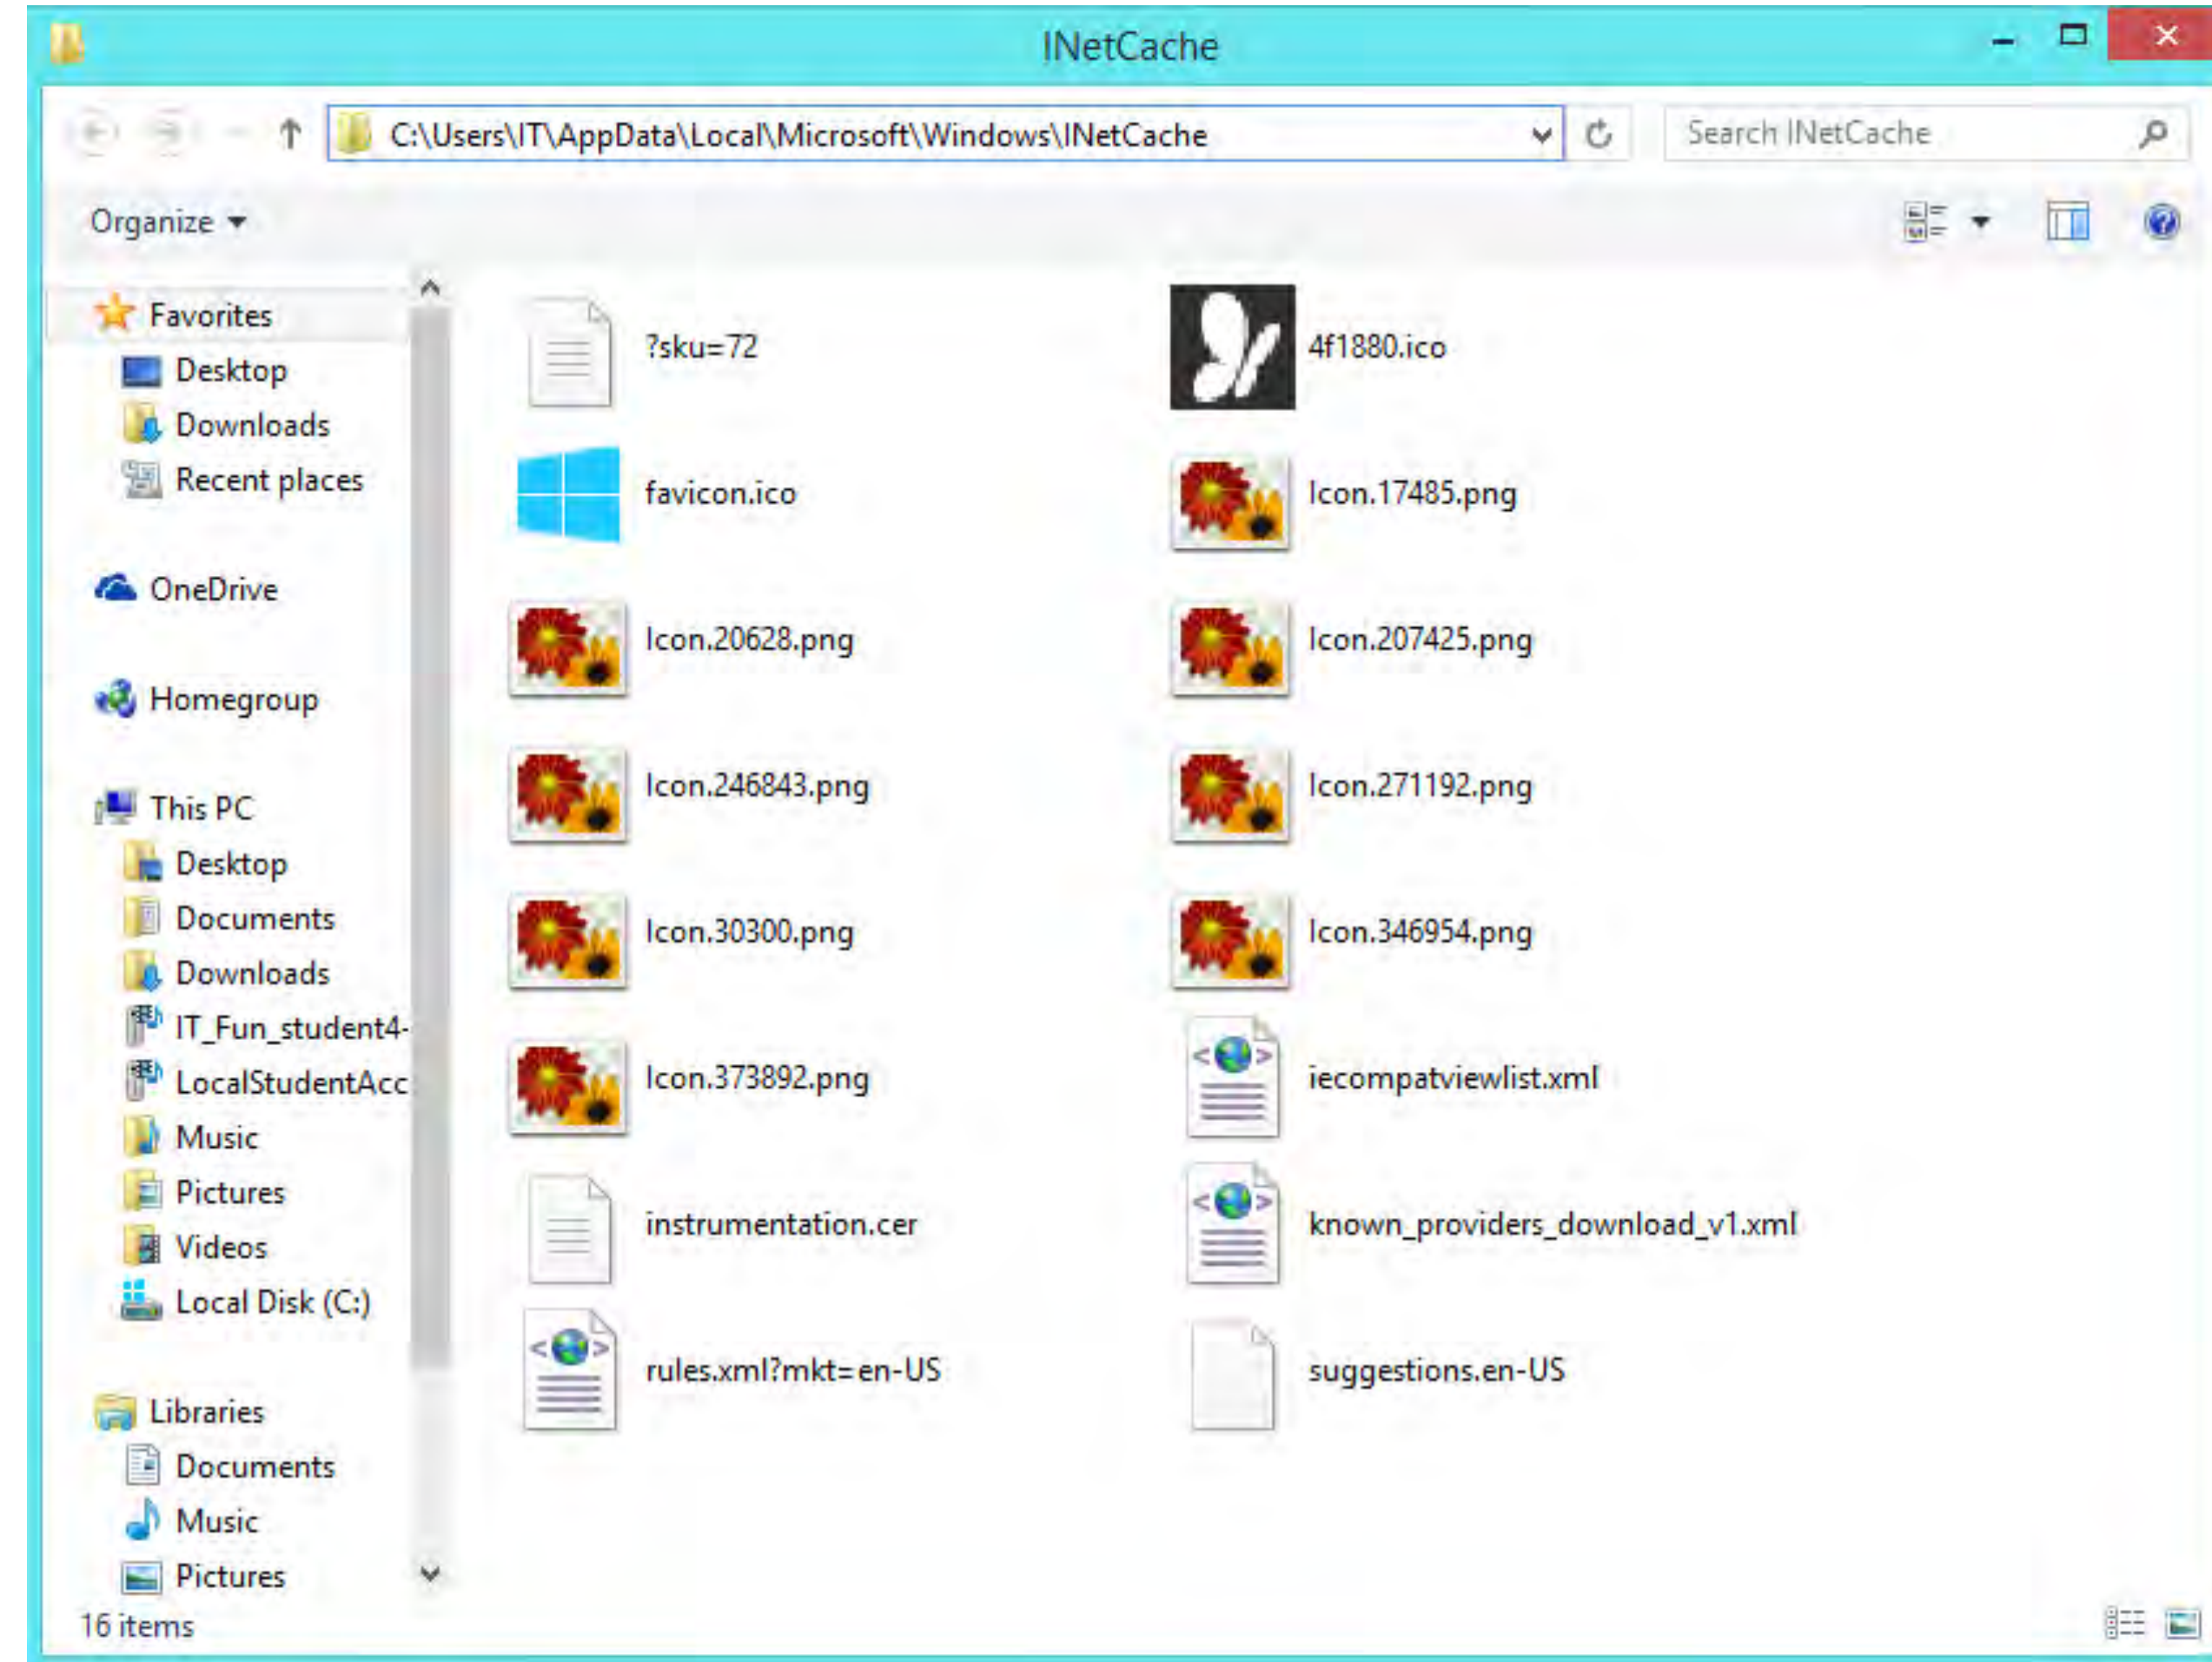 INetCache
C:\Users\IT\AppData\Local\Microsoft\Windows\INetCache
Search INetCache
Organize
Favorites
Desktop
Downloads
Recent places
OneDrive
Homegroup
This PC
Desktop
Documents
Downloads
IT_Fun_student4-
LocalStudentAcc
Music
Pictures
Videos
Local Disk (C:)
Libraries
Documents
Music
Pictures
?sku=72
4f1880.ico
favicon.ico
Icon.17485.png
Icon.20628.png
Icon.207425.png
Icon.246843.png
Icon.271192.png
Icon.30300.png
Icon.346954.png
Icon.373892.png
iecompatviewlist.xml
instrumentation.cer
known_providers_download_v1.xml
rules.xml?mkt=en-US
suggestions.en-US
16 items